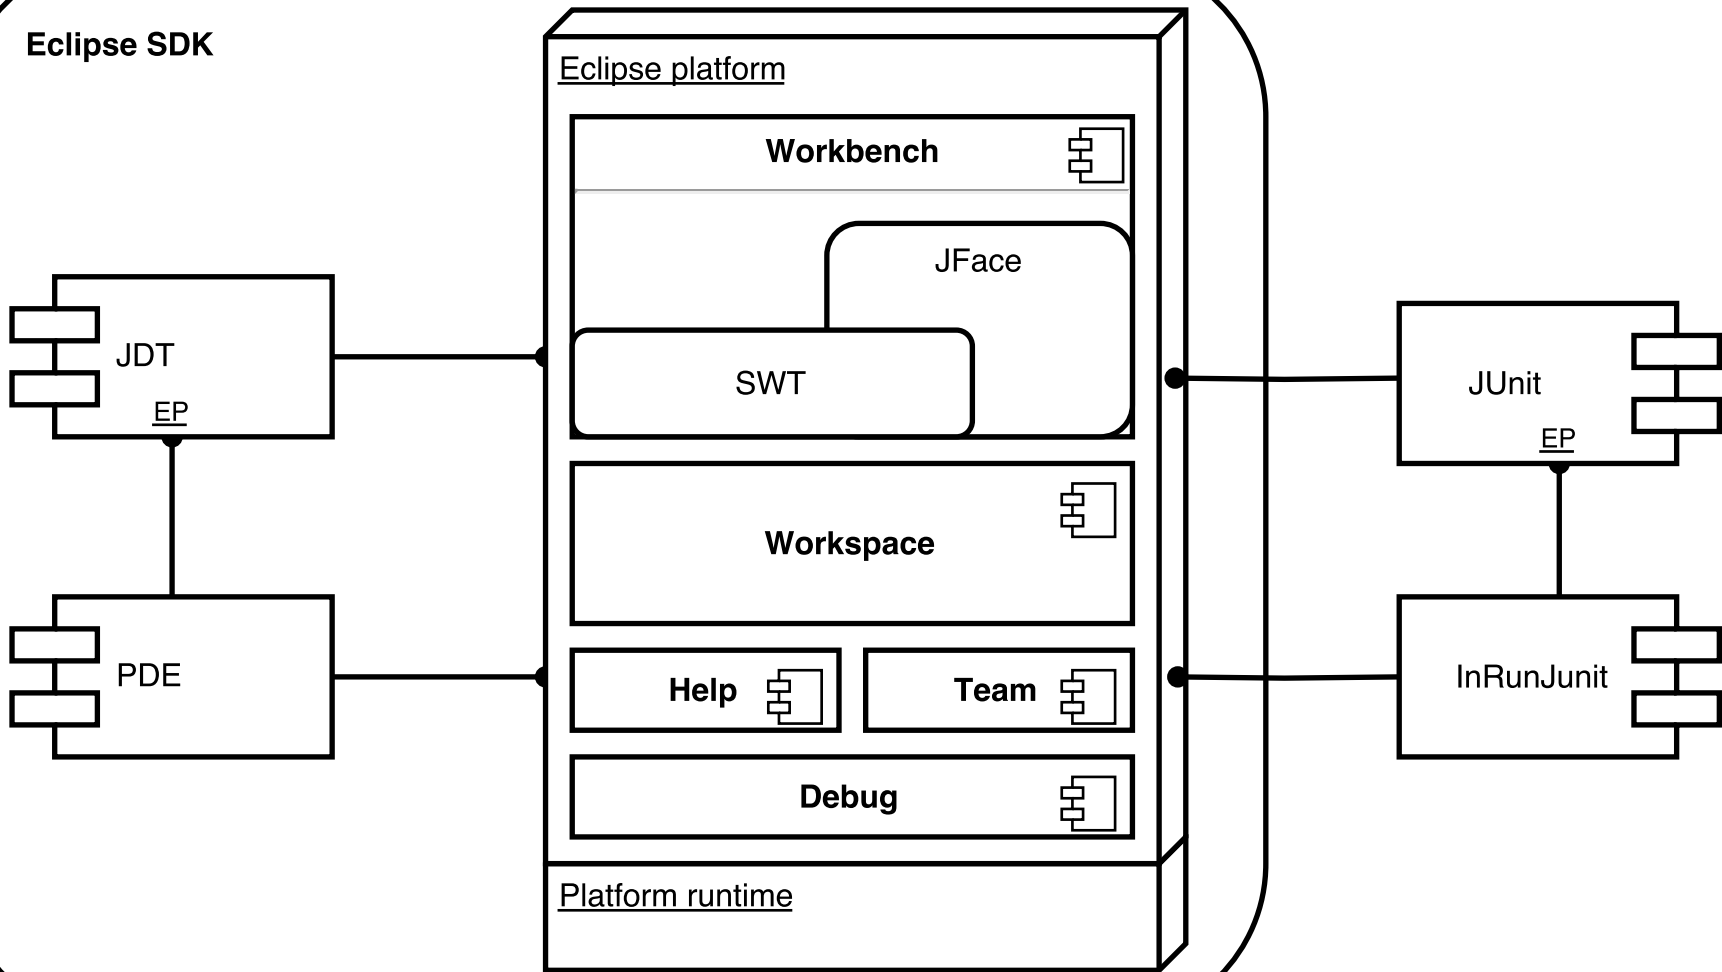 Eclipse SDK
Eclipse platform
Workbench
JFace
SWT
JDT
EP
JUnit
EP
Workspace
PDE
Help
Team
InRunJunit
Debug
Platform runtime